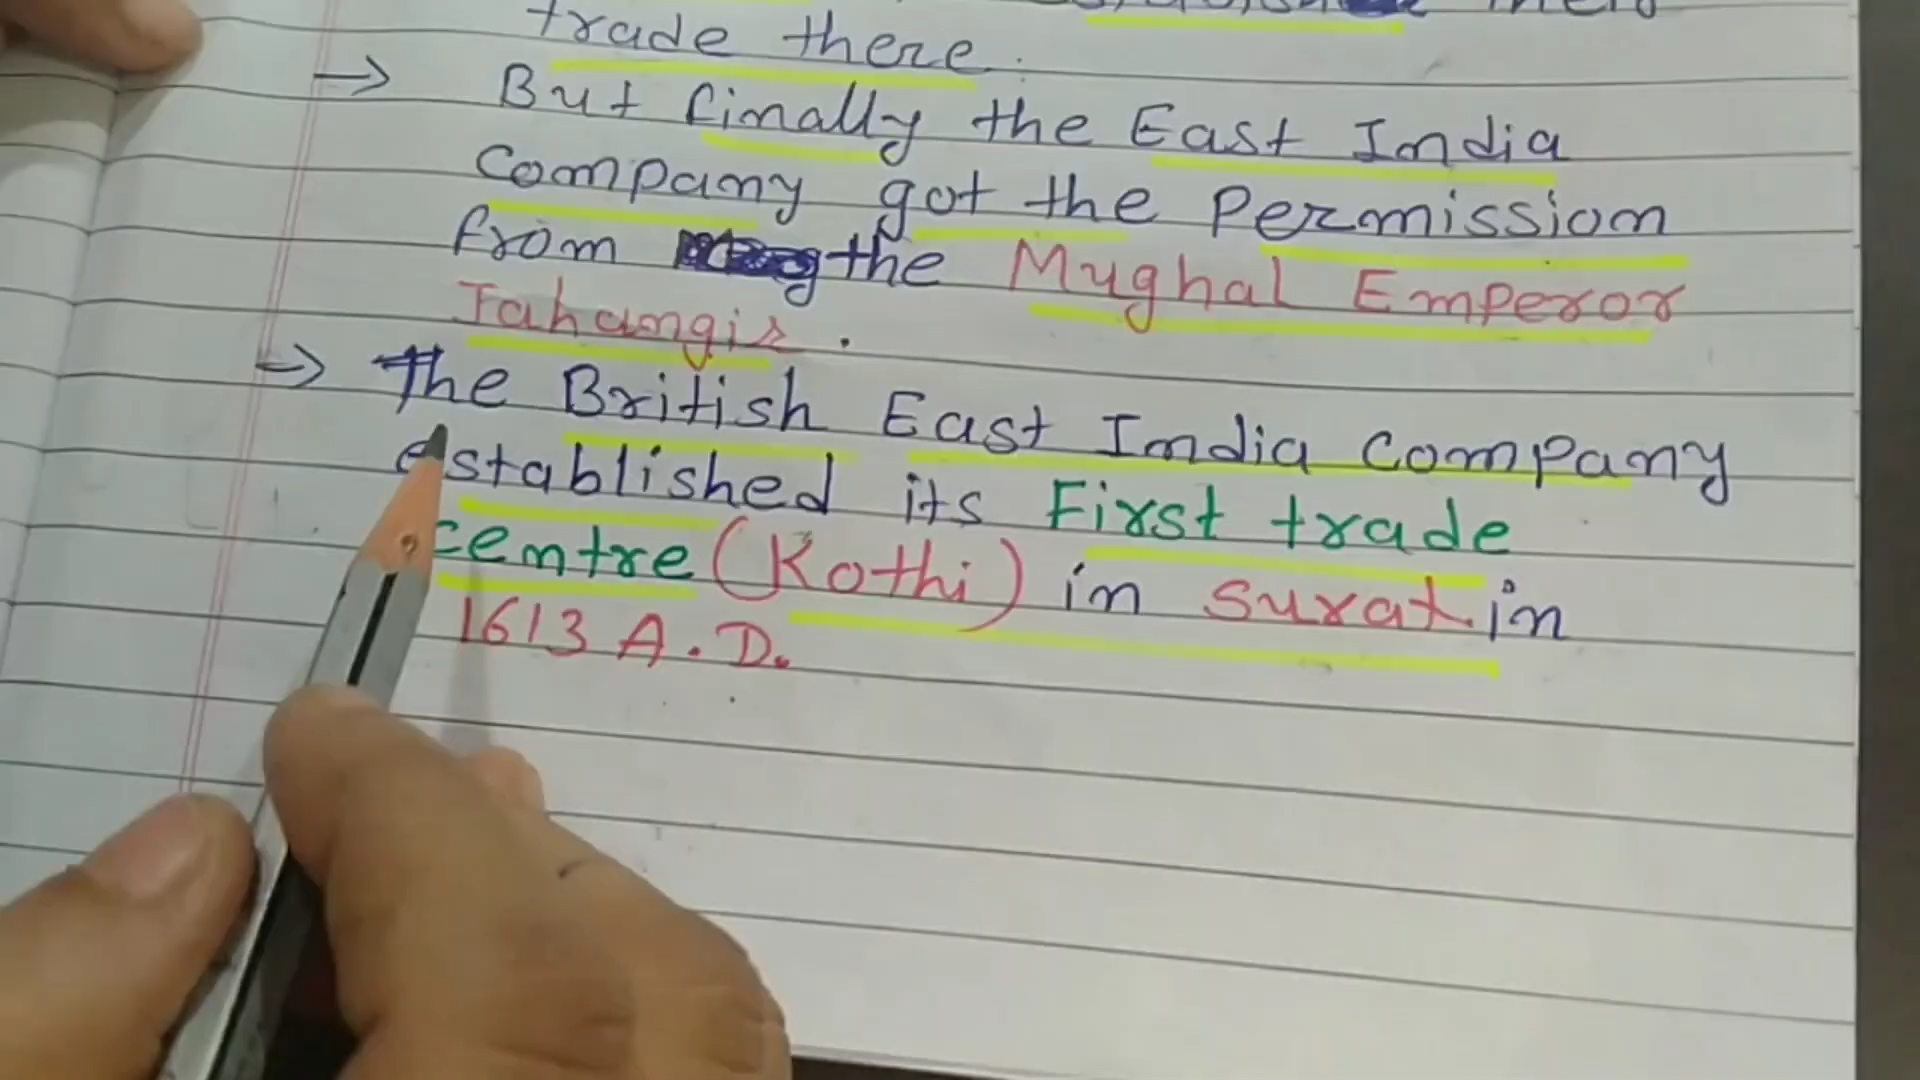 trade there.
→ But finally the East India
Company got the Permission
from the Mughal Emperor
Jahangir.
→ The British East India Company
established its First trade
centre (Kothi) in Surat in
1613 A.D.